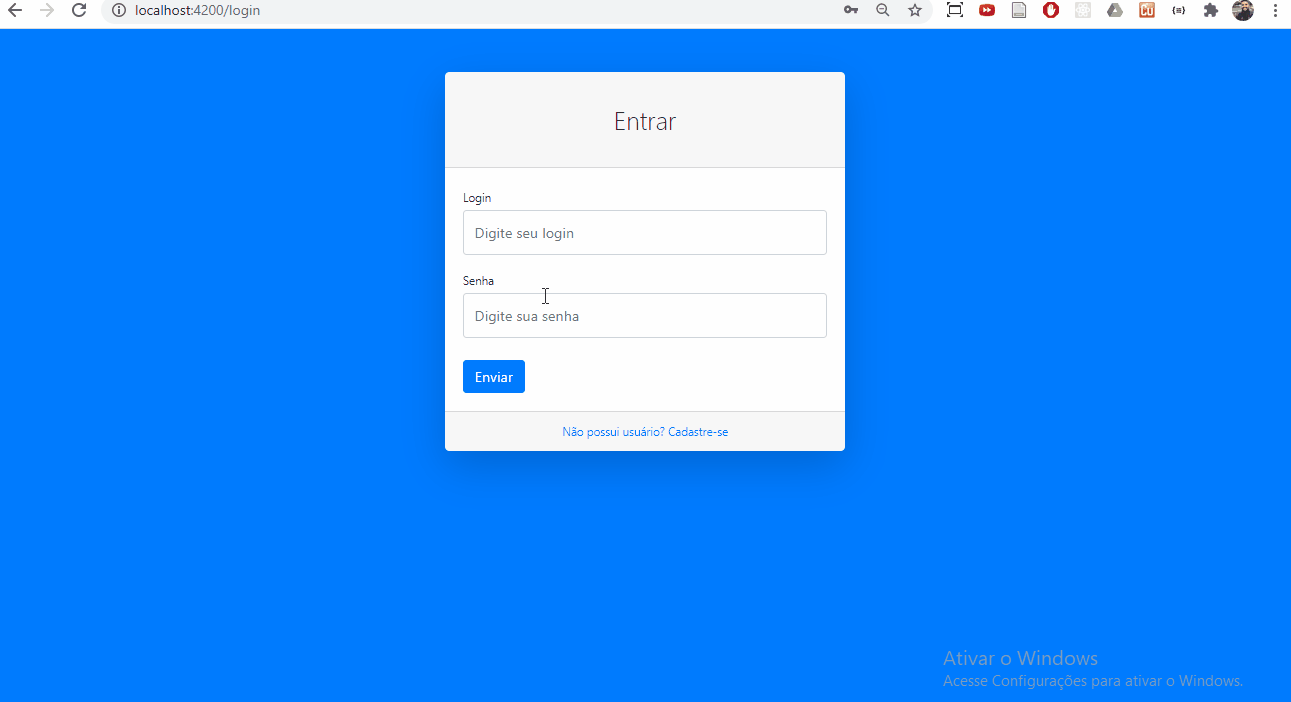 localhost:4200/login
Entrar
Login
Digite seu login
Senha
Digite sua senha
Enviar
Não possui usuário? Cadastre-se
Ativar o Windows
Acesse Configurações para ativar o Windows.